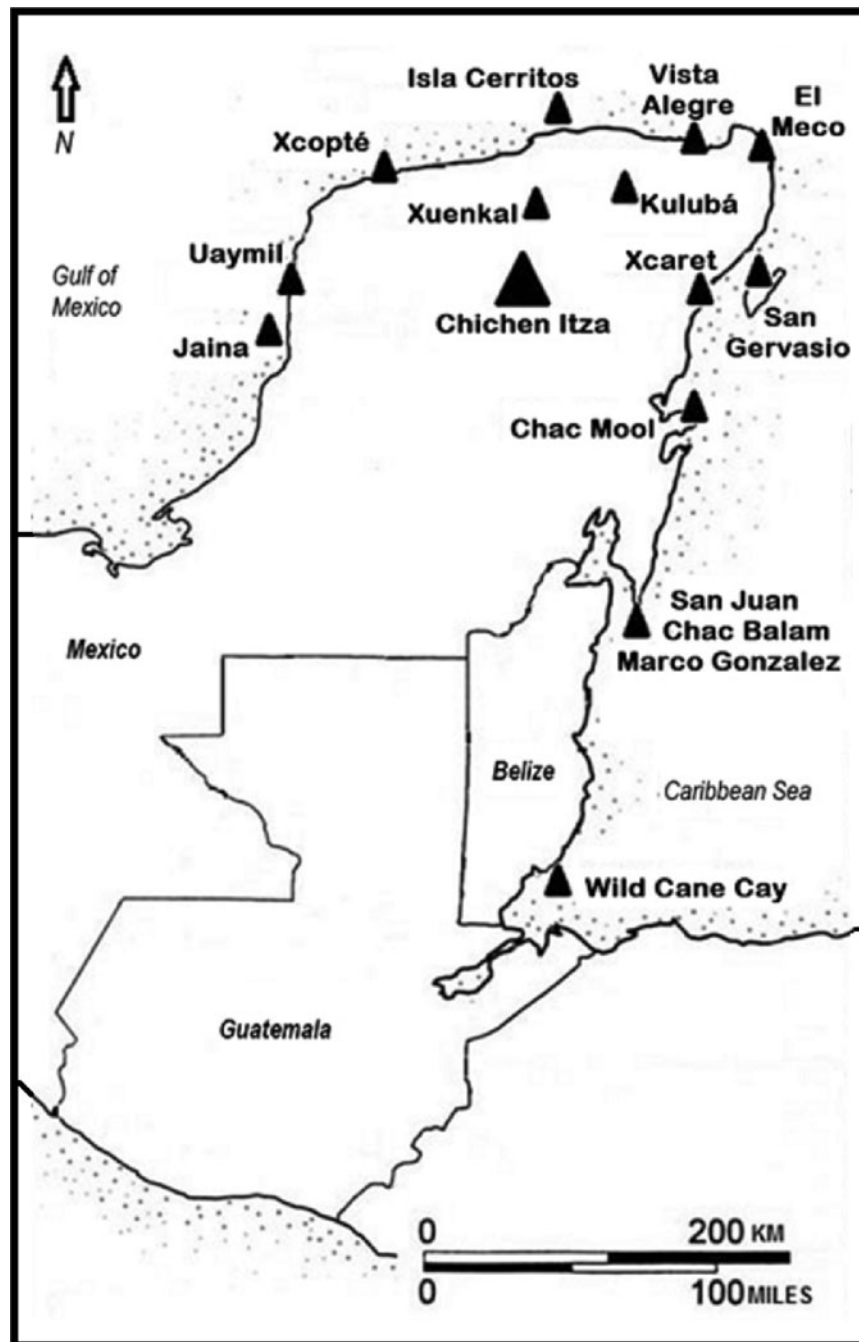 Isla Cerritos
Vista
Alegre
El
Meco
N
Xcopté
Xuenkal
Kulubá
Uaymil
Gulf of
Mexico
Xcaret
Chichen Itza
San
Gervasio
Jaina
Chac Mool
San Juan
Chac Balam
Marco Gonzalez
Mexico
Belize
Caribbean Sea
Wild Cane Cay
Guatemala
0 200 KM
0 100 MILES